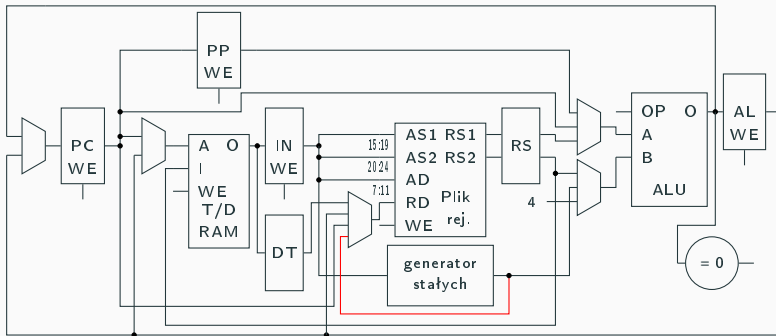 PP
WE
PC
WE
A O
I
WE
T/D
RAM
IN
WE
DT
15:19
20:24
7:11
AS1 RS1
AS2 RS2
AD
RD Plik
WE rej.
RS
generator
stałych
4
OP O
A
B
ALU
AL
WE
= 0